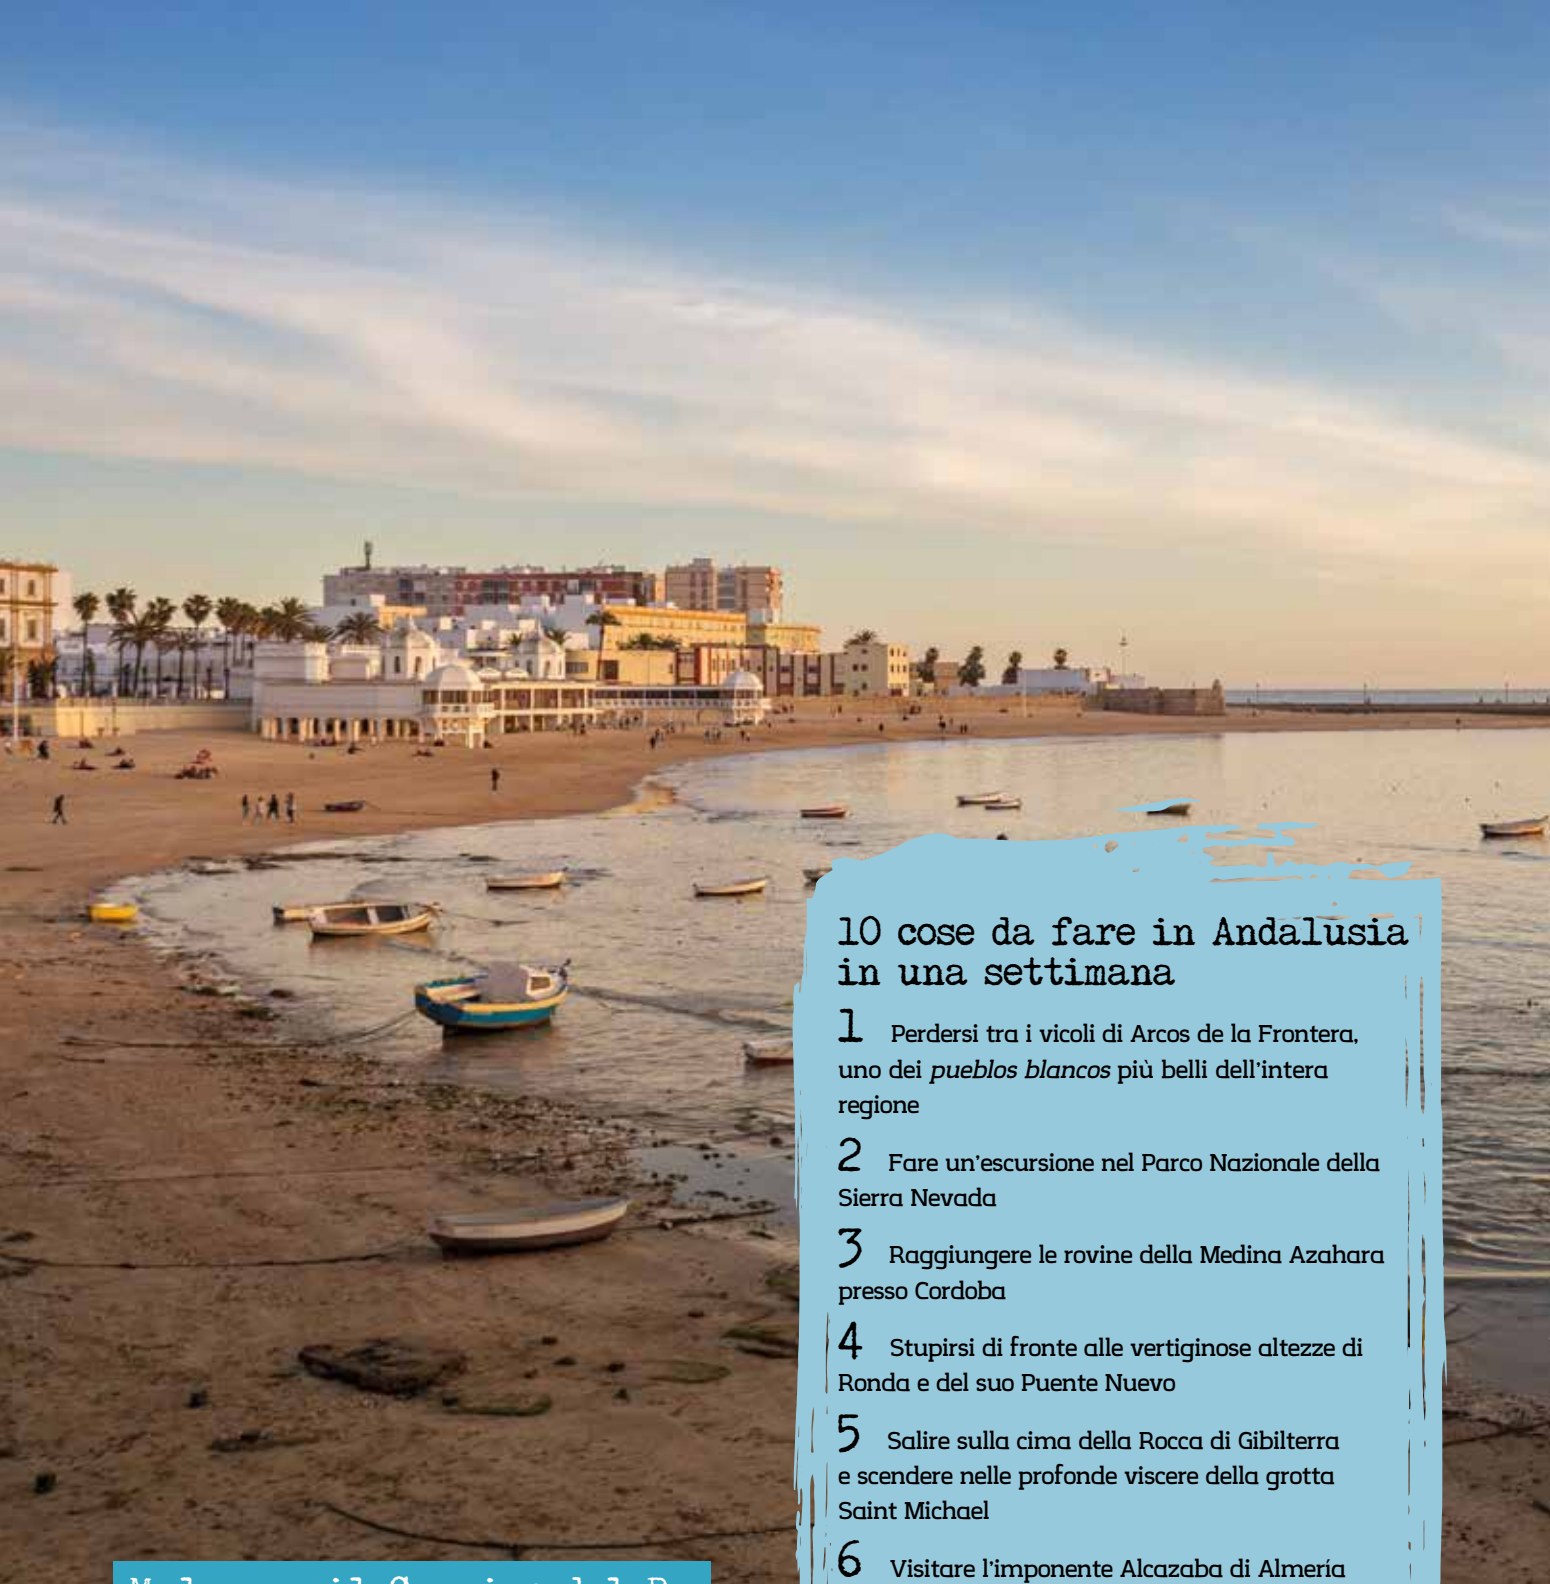 10 cose da fare in Andalusia
in una settimana
1 Perdersi tra i vicoli di Arcos de la Frontera,
uno dei pueblos blancos più belli dell'intera
regione
2 Fare un'escursione nel Parco Nazionale della
Sierra Nevada
3 Raggiungere le rovine della Medina Azahara
presso Cordoba
4 Stupirsi di fronte alle vertiginose altezze di
Ronda e del suo Puente Nuevo
5 Salire sulla cima della Rocca di Gibilterra
e scendere nelle profonde viscere della grotta
Saint Michael
6 Visitare l'imponente Alcazaba di Almería